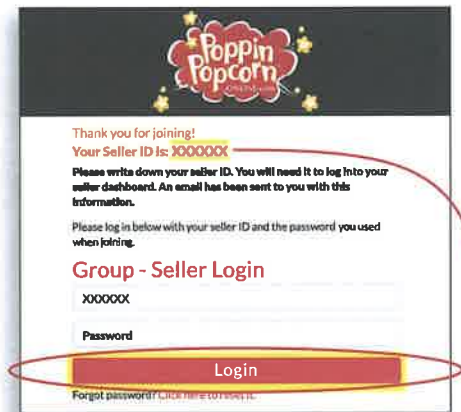 Poppin
Popcorn
ONLINE.com
Thank you for joining!
Your Seller ID is: XXXXXX
Please write down your seller ID. You will need it to log into your
seller dashboard. An email has been sent to you with this
information.
Please log in below with your seller ID and the password you used
when joining.
Group - Seller Login
XXXXXX
Password
Login
Forgot password? Click here to reset it.